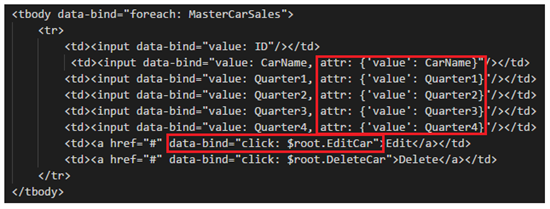 <tbody data-bind="foreach: MasterCarSales">
<tr>
<td><input data-bind="value: ID"/></td>
<td><input data-bind="value: CarName, attr: {'value': CarName}"/></td>
<td><input data-bind="value: Quarter1, attr: {'value': Quarter1}"/></td>
<td><input data-bind="value: Quarter2, attr: {'value': Quarter2}"/></td>
<td><input data-bind="value: Quarter3, attr: {'value': Quarter3}"/></td>
<td><input data-bind="value: Quarter4, attr: {'value': Quarter4}"/></td>
<td><a href="#" data-bind="click: $root.EditCar">Edit</a></td>
<td><a href="#" data-bind="click: $root.DeleteCar">Delete</a></td>
</tr>
</tbody>